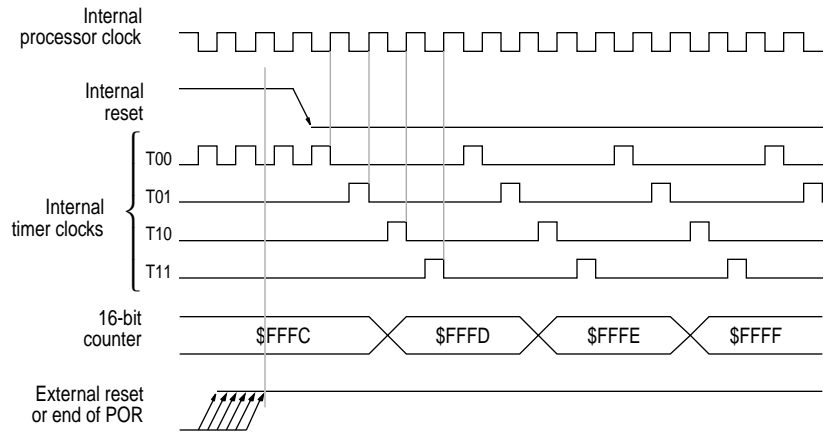 Internal
processor clock
Internal
reset
T00
T01
Internal
timer clocks
T10
T11
16-bit
counter
$FFFC
$FFFD
$FFFE
$FFFF
External reset
or end of POR